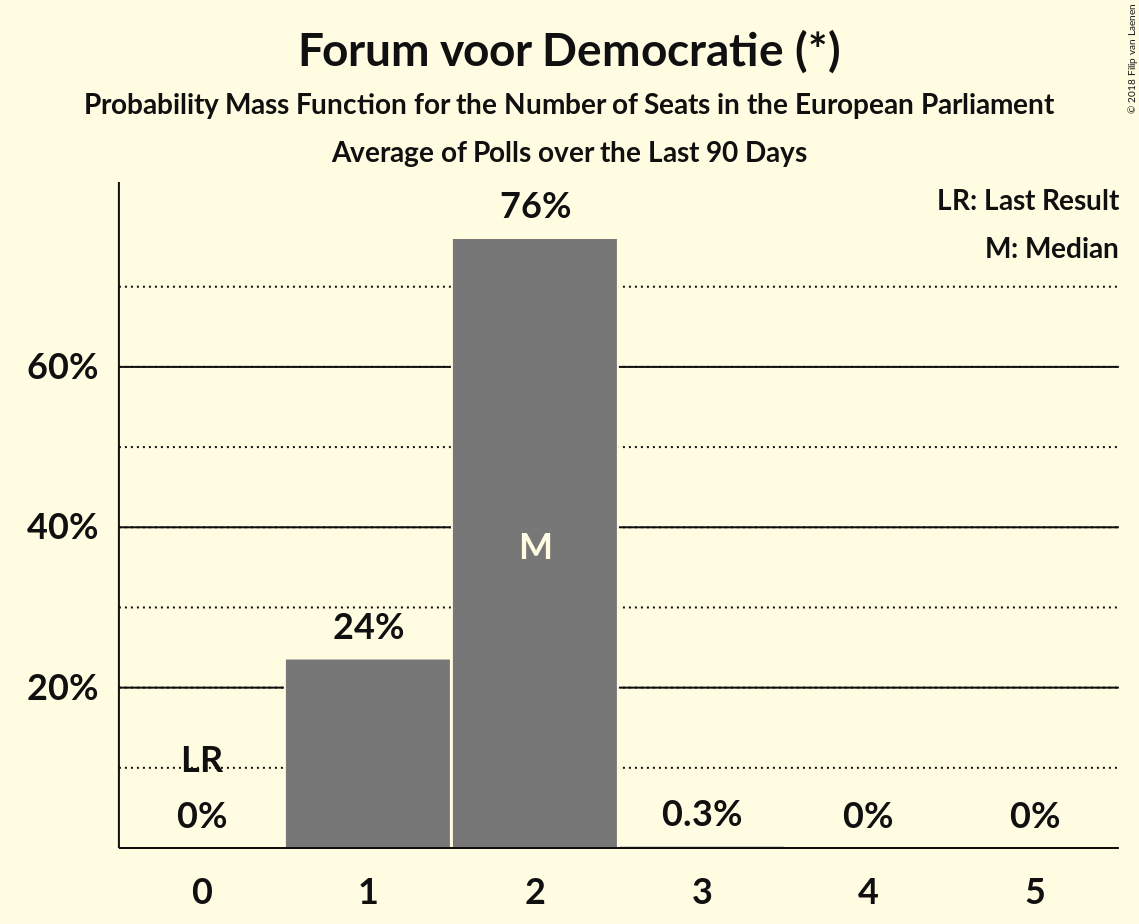 Forum voor Democratie (*)
Probability Mass Function for the Number of Seats in the European Parliament
Average of Polls over the Last 90 Days
© 2018 Filip van Laenen
LR: Last Result
M: Median
76%
60%
40%
M
24%
20%
LR
0%
0.3%
0%
0%
0 1 2 3 4 5